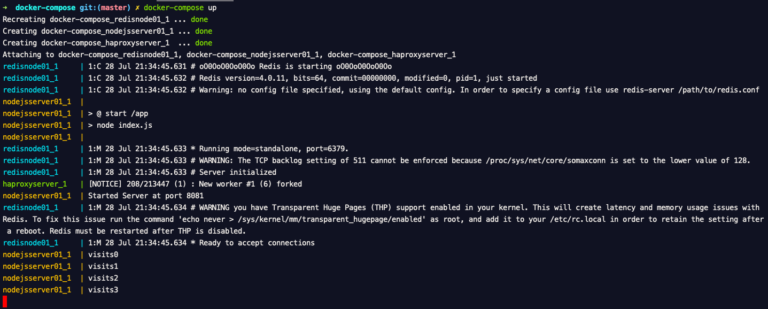 → docker-compose git:(master) ✗ docker-compose up
Recreating docker-compose_redisnode01_1 ... done
Creating docker-compose_nodejsserver01_1 ... done
Creating docker-compose_haproxyserver_1 ... done
Attaching to docker-compose_redisnode01_1, docker-compose_nodejsserver01_1, docker-compose_haproxyserver_1
redisnode01_1 | 1:C 28 Jul 21:34:45.631 # oO0OoO0OoO0Oo Redis is starting oO0OoO0OoO0Oo
redisnode01_1 | 1:C 28 Jul 21:34:45.632 # Redis version=4.0.11, bits=64, commit=00000000, modified=0, pid=1, just started
redisnode01_1 | 1:C 28 Jul 21:34:45.632 # Warning: no config file specified, using the default config. In order to specify a config file use redis-server /path/to/redis.conf
nodejsserver01_1 |
nodejsserver01_1 | > @ start /app
nodejsserver01_1 | > node index.js
nodejsserver01_1 |
redisnode01_1 | 1:M 28 Jul 21:34:45.633 * Running mode=standalone, port=6379.
redisnode01_1 | 1:M 28 Jul 21:34:45.633 # WARNING: The TCP backlog setting of 511 cannot be enforced because /proc/sys/net/core/somaxconn is set to the lower value of 128.
redisnode01_1 | 1:M 28 Jul 21:34:45.633 # Server initialized
haproxyserver_1 | [NOTICE] 208/213447 (1) : New worker #1 (6) forked
nodejsserver01_1 | Started Server at port 8081
redisnode01_1 | 1:M 28 Jul 21:34:45.634 # WARNING you have Transparent Huge Pages (THP) support enabled in your kernel. This will create latency and memory usage issues with
Redis. To fix this issue run the command 'echo never > /sys/kernel/mm/transparent_hugepage/enabled' as root, and add it to your /etc/rc.local in order to retain the setting after
a reboot. Redis must be restarted after THP is disabled.
redisnode01_1 | 1:M 28 Jul 21:34:45.634 * Ready to accept connections
nodejsserver01_1 | visits0
nodejsserver01_1 | visits1
nodejsserver01_1 | visits2
nodejsserver01_1 | visits3